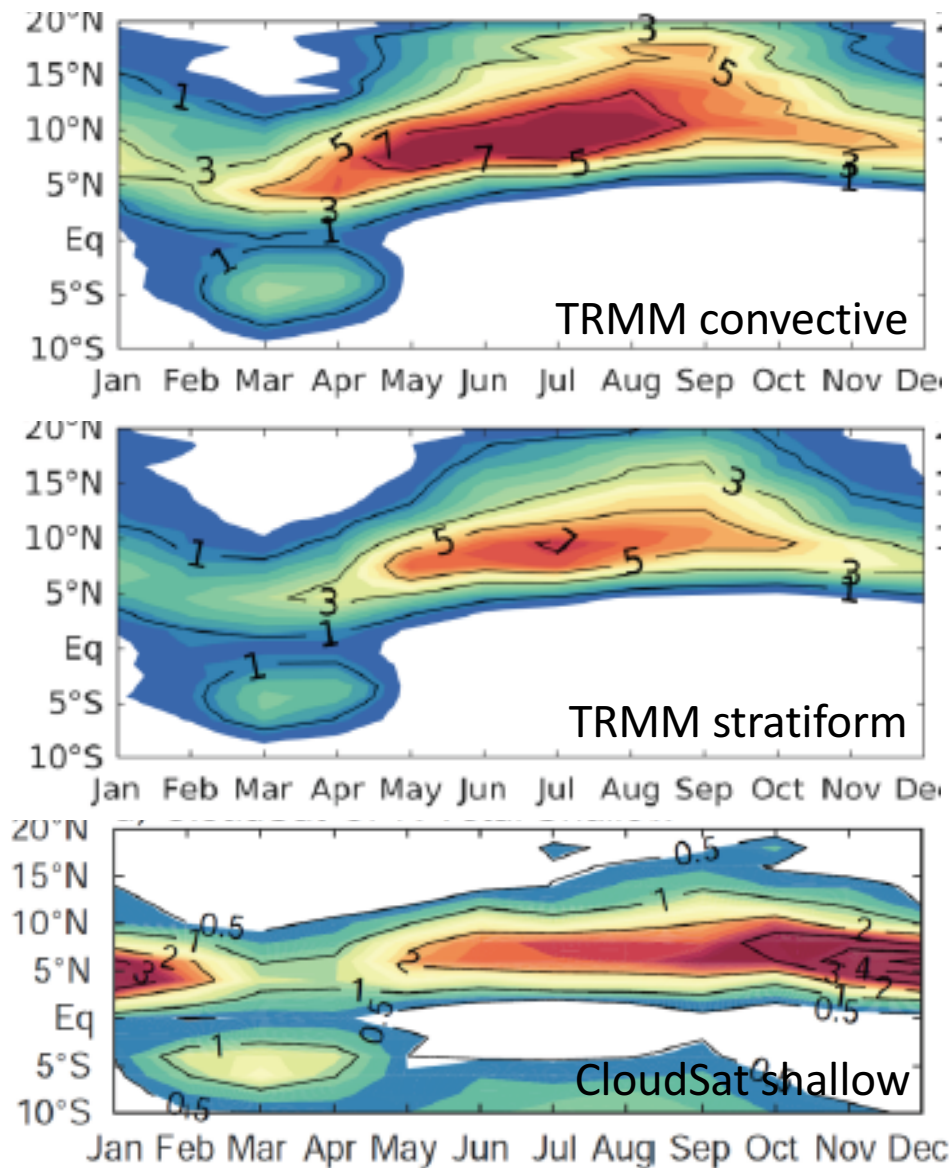 20°N
15°N
10°N
5°N
Eq
5°S
10°S
1
3
5
7
7
5
3
5
3
1
1
3
1
TRMM convective
Jan Feb Mar Apr May Jun Jul Aug Sep Oct Nov Dec
20°N
15°N
10°N
5°N
Eq
5°S
10°S
1
5
7
3
5
3
3
1
1
1
TRMM stratiform
Jan Feb Mar Apr May Jun Jul Aug Sep Oct Nov Dec
20°N
15°N
10°N
5°N
Eq
5°S
10°S
0.5
0.5
1
2
3
1
2
1
2
3
4
2
1
0.5
0.5
1
0.5
0.5
CloudSat shallow
Jan Feb Mar Apr May Jun Jul Aug Sep Oct Nov Dec